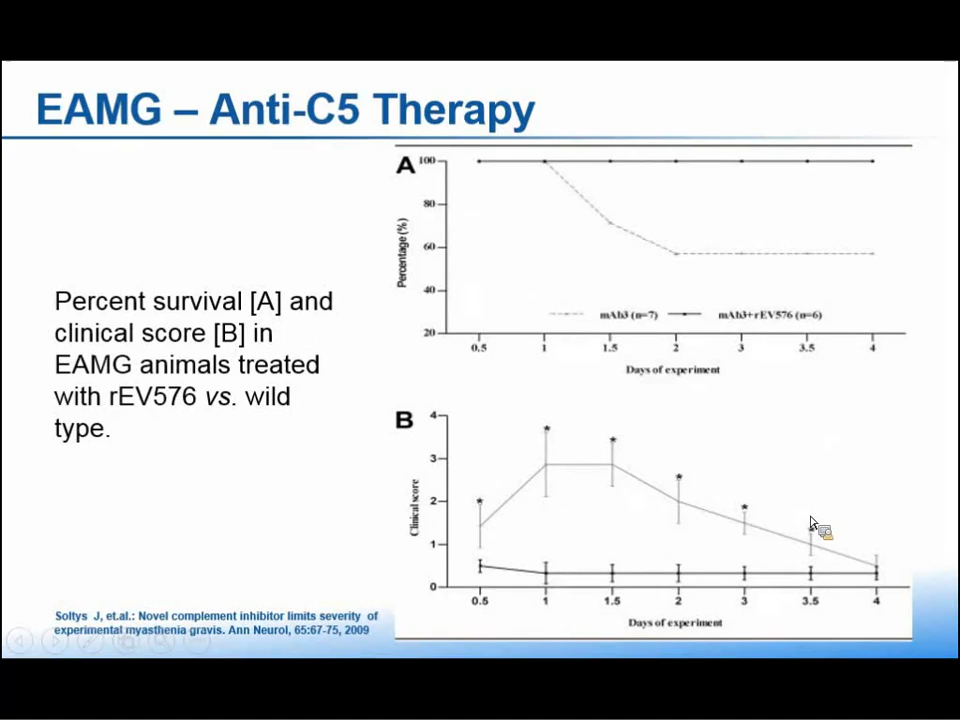 EAMG – Anti-C5 Therapy
Percent survival [A] and
clinical score [B] in
EAMG animals treated
with rEV576 vs. wild
type.
A
100
80
60
40
20
Percentage (%)
mAb3 (n=7)
mAb3+rEV576 (n=6)
0.5 1 1.5 2 3 3.5 4
Days of experiment
B
4
3
2
1
0
Clinical score
* * * * * *
0.5 1 1.5 2 3 3.5 4
Days of experiment
Soltys J, et.al.: Novel complement inhibitor limits severity of
experimental myasthenia gravis. Ann Neurol, 65:67-75, 2009